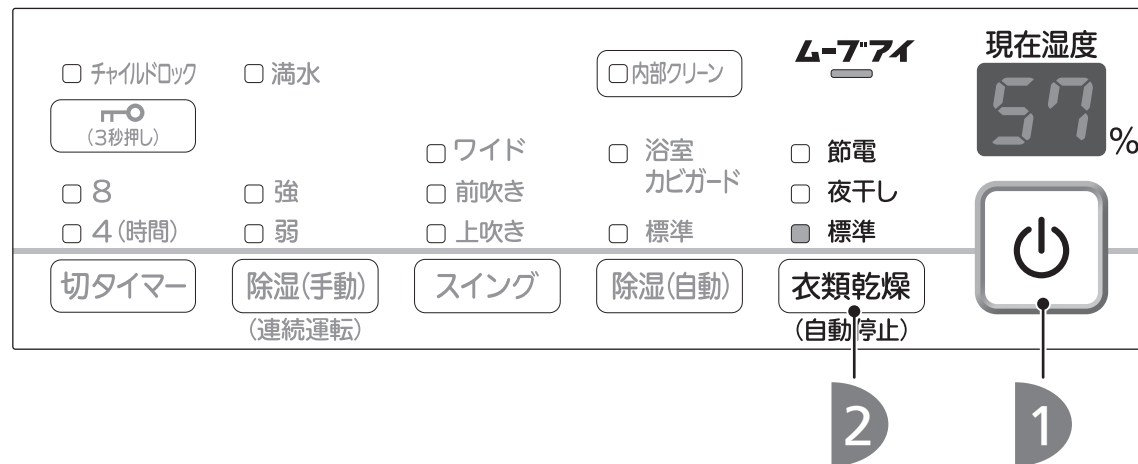 ムーブアイ
現在湿度
チャイルドロック
満水
内部クリーン
57%
(3秒押し)
ワイド
浴室
カビガード
節電
8
強
前吹き
夜干し
4(時間)
弱
上吹き
標準
標準
切タイマー
除湿(手動)
スイング
除湿(自動)
衣類乾燥
(連続運転)
(自動停止)
2
1